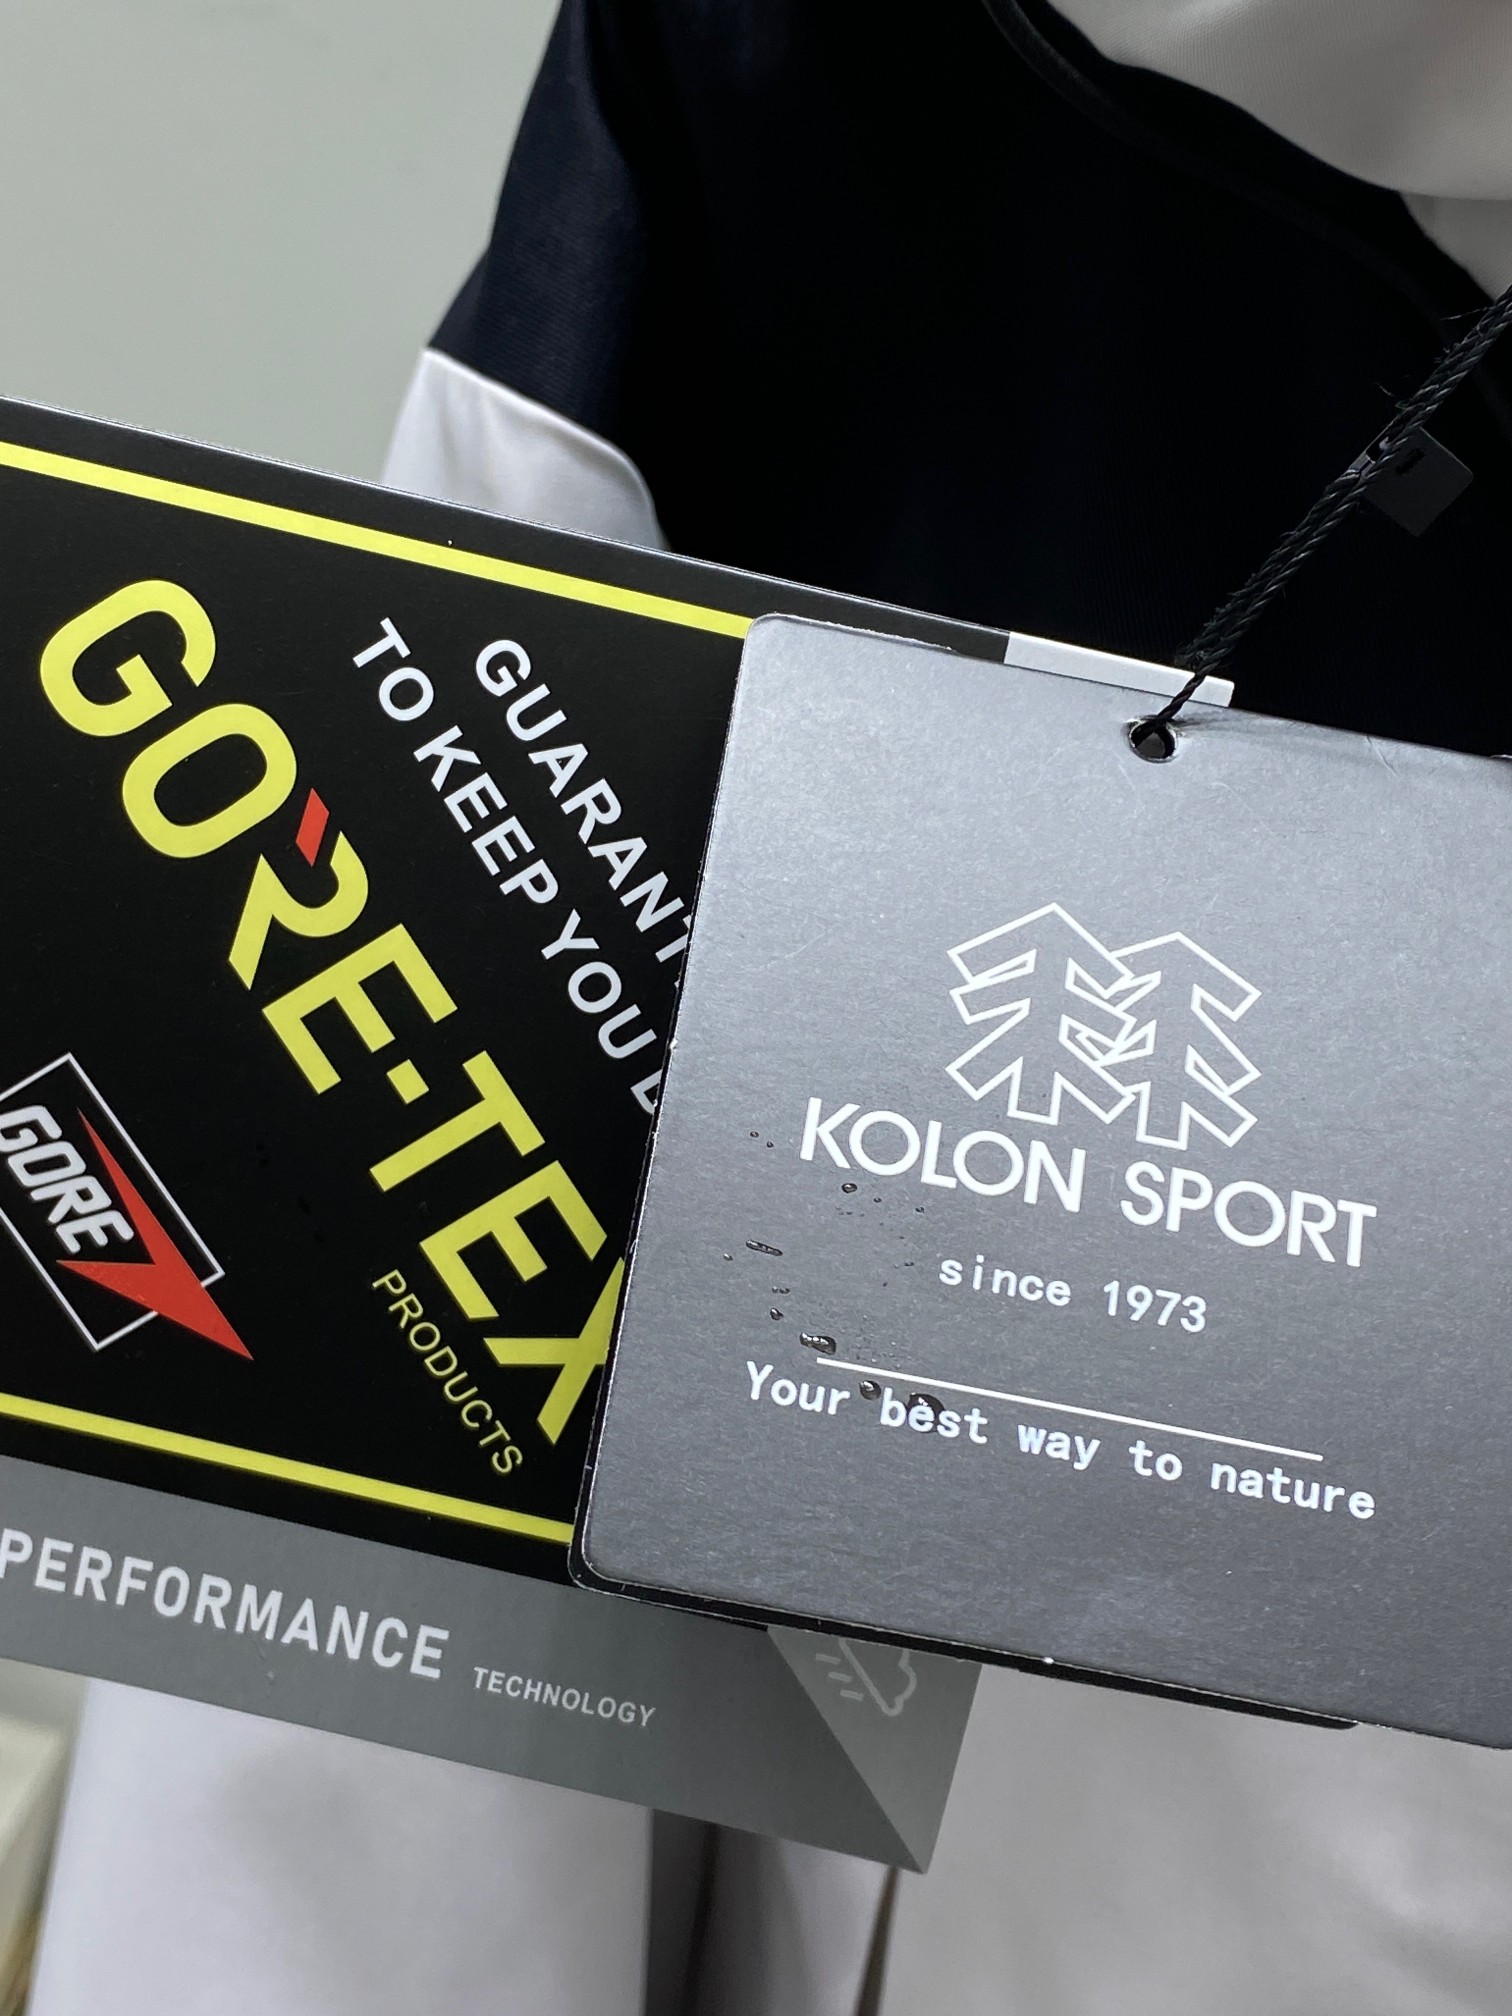 GORE-TEX
PRODUCTS
GUARANT
TO KEEP YOU D
GORE
PERFORMANCE TECHNOLOGY
KOLON SPORT
since 1973
Your best way to nature